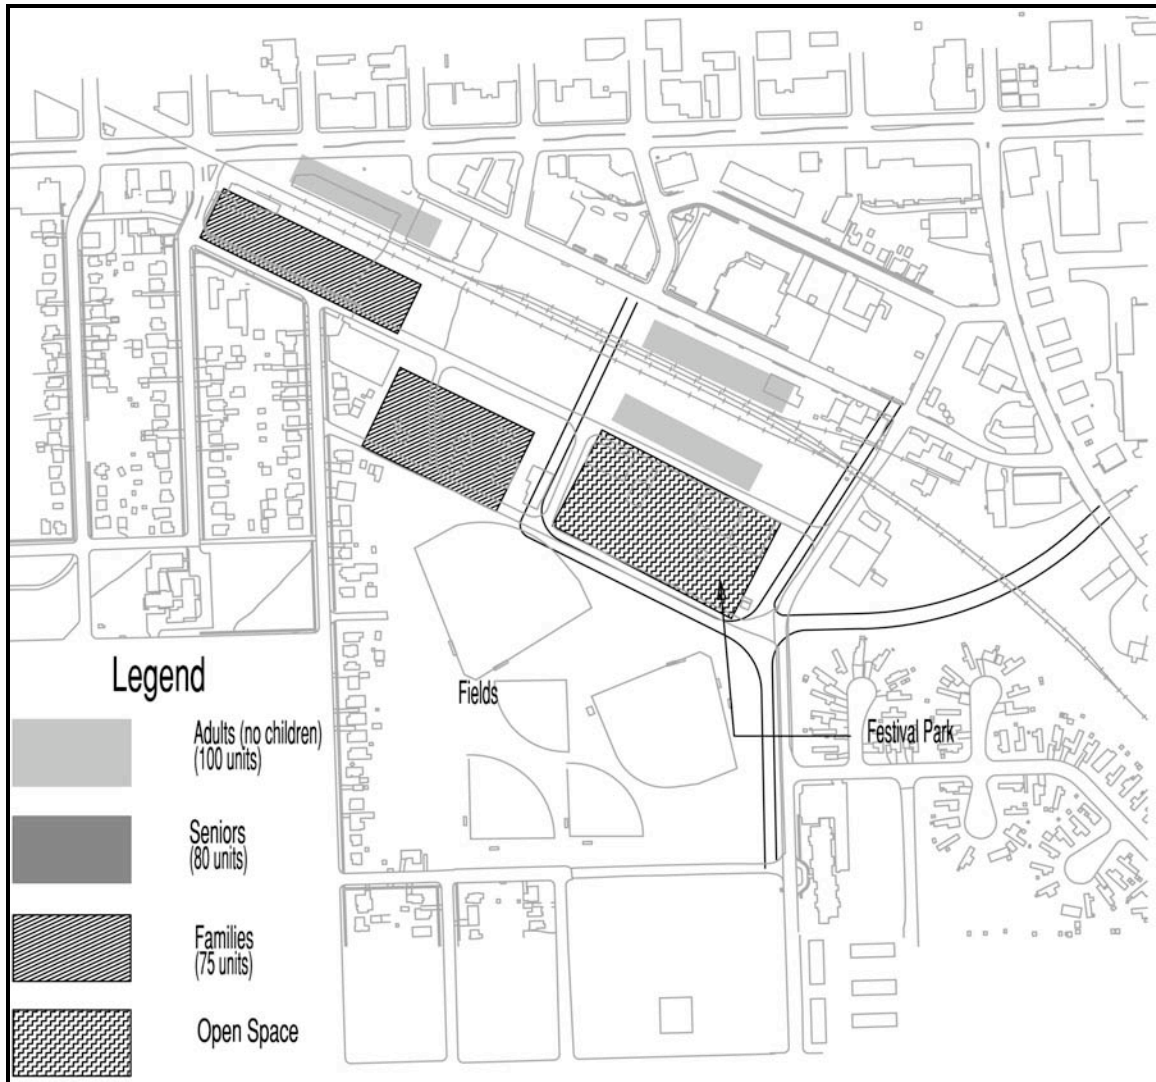 Fields
Festival Park
Legend
Adults (no children)
(100 units)
Seniors
(80 units)
Families
(75 units)
Open Space